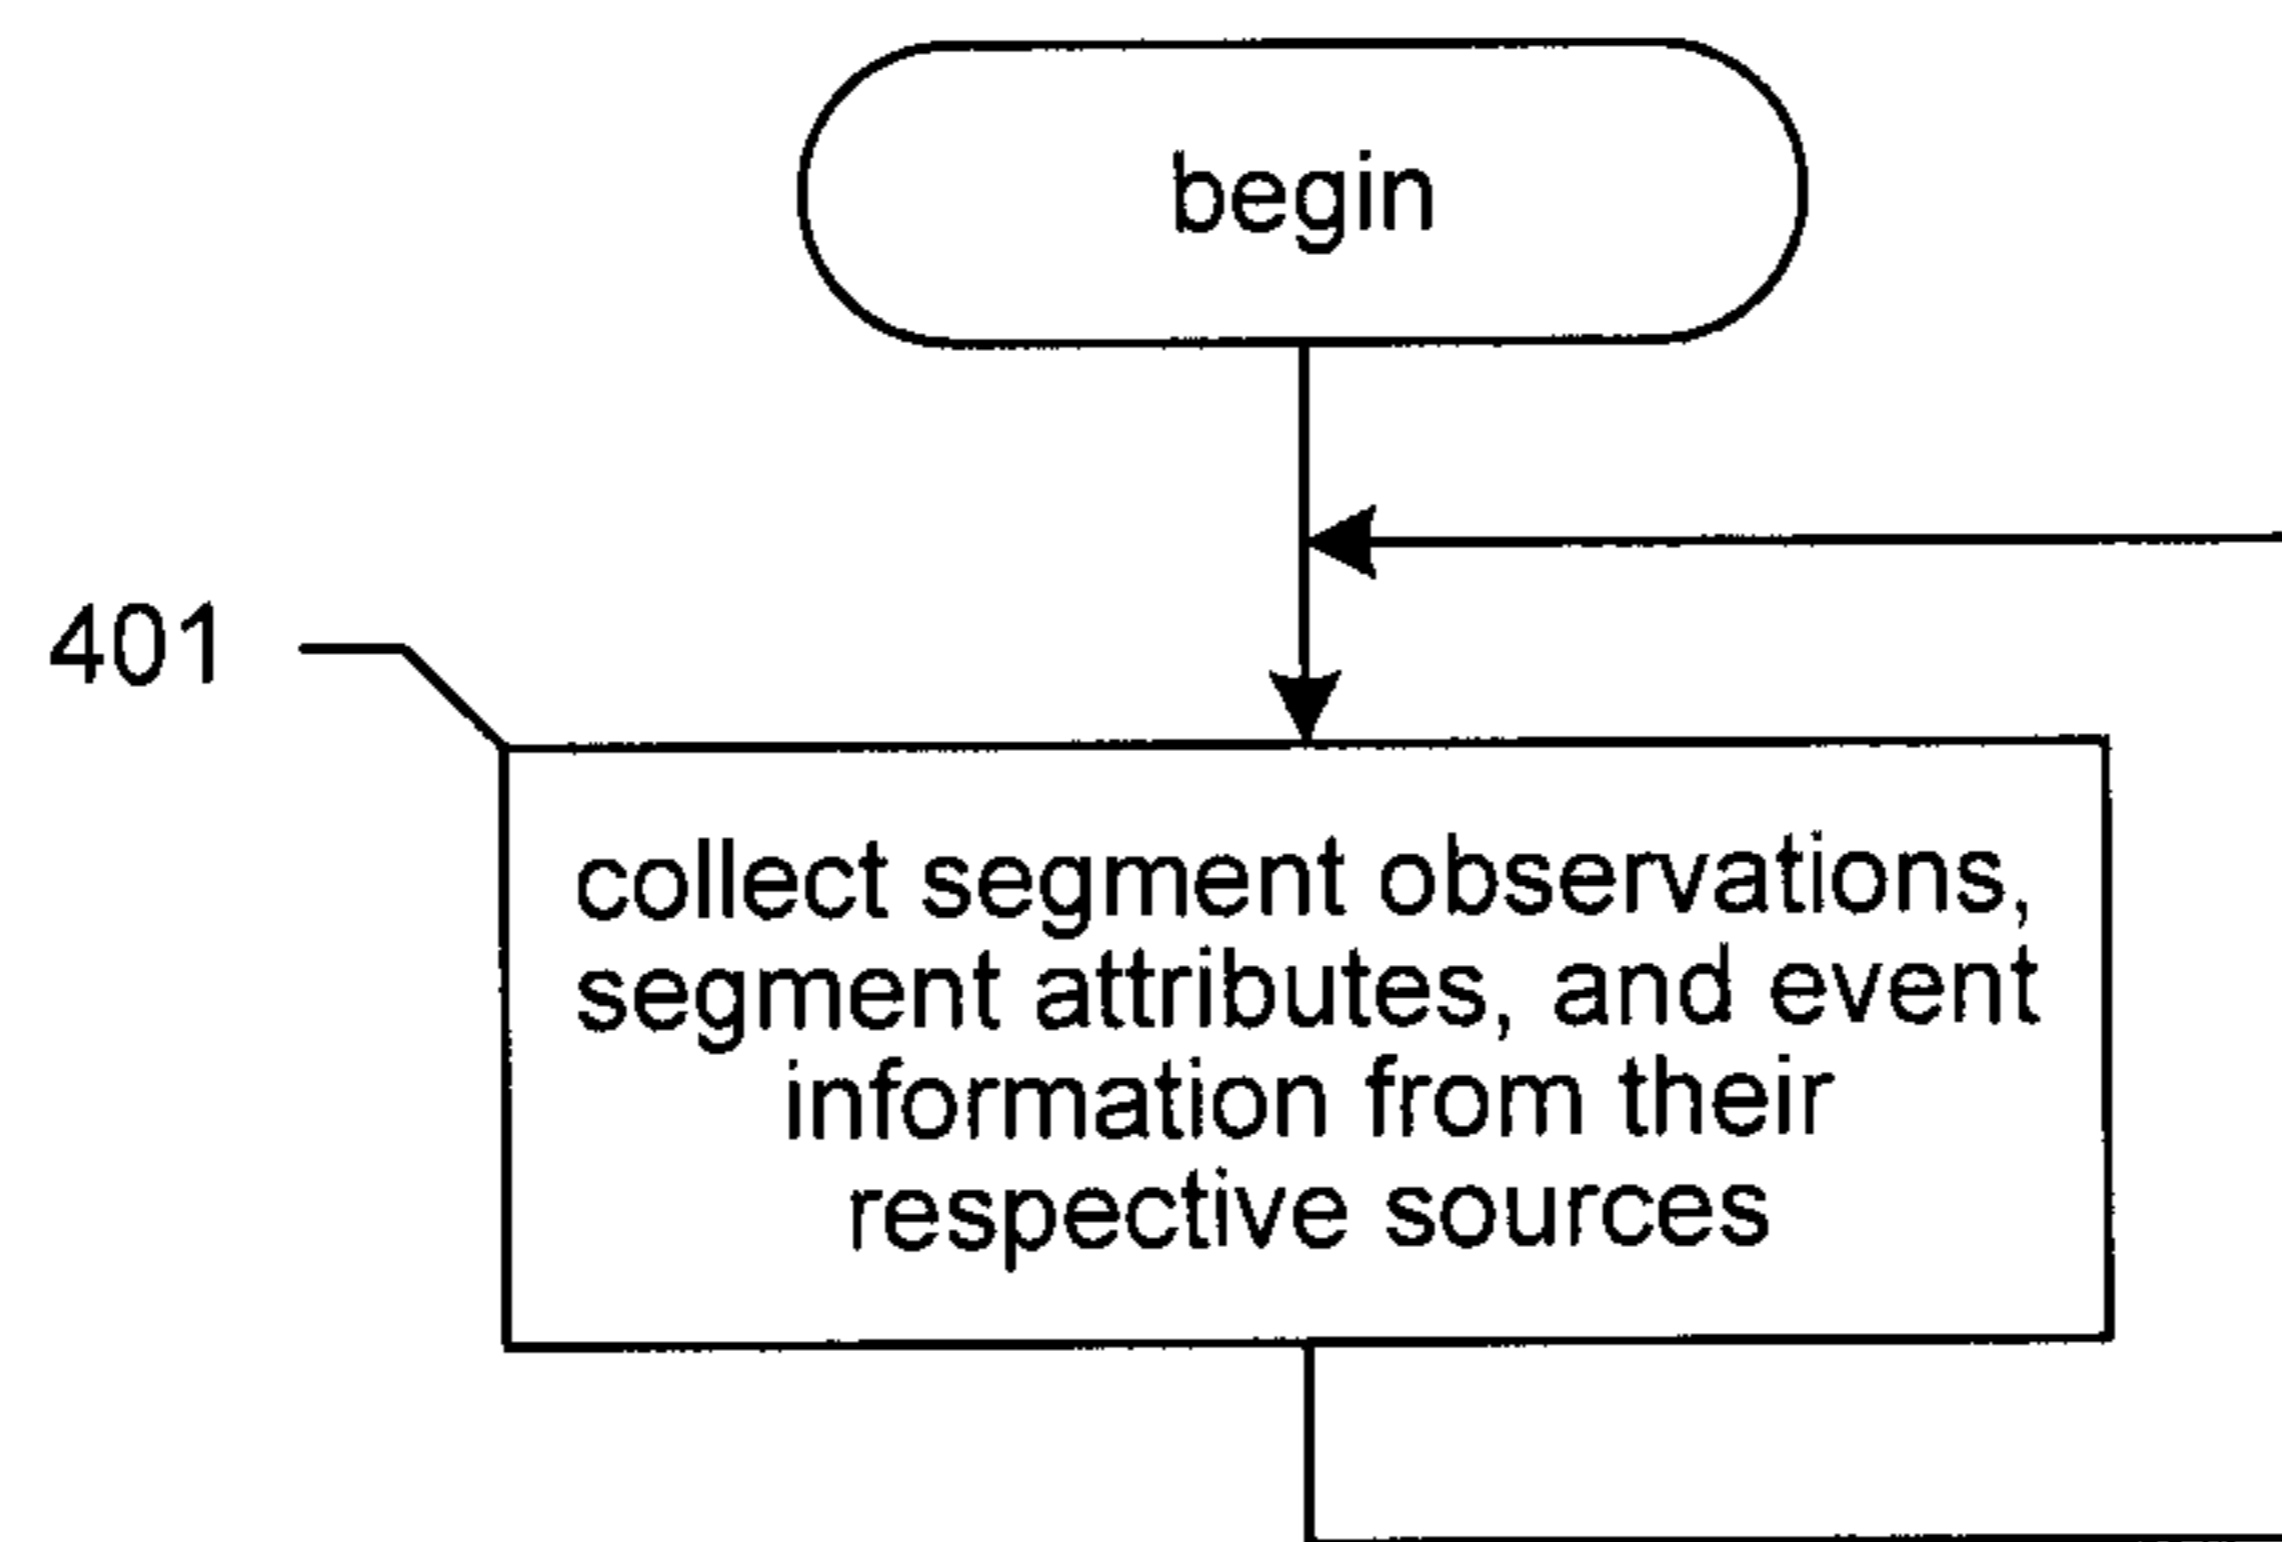 begin
401
collect segment observations,
segment attributes, and event
information from their
respective sources